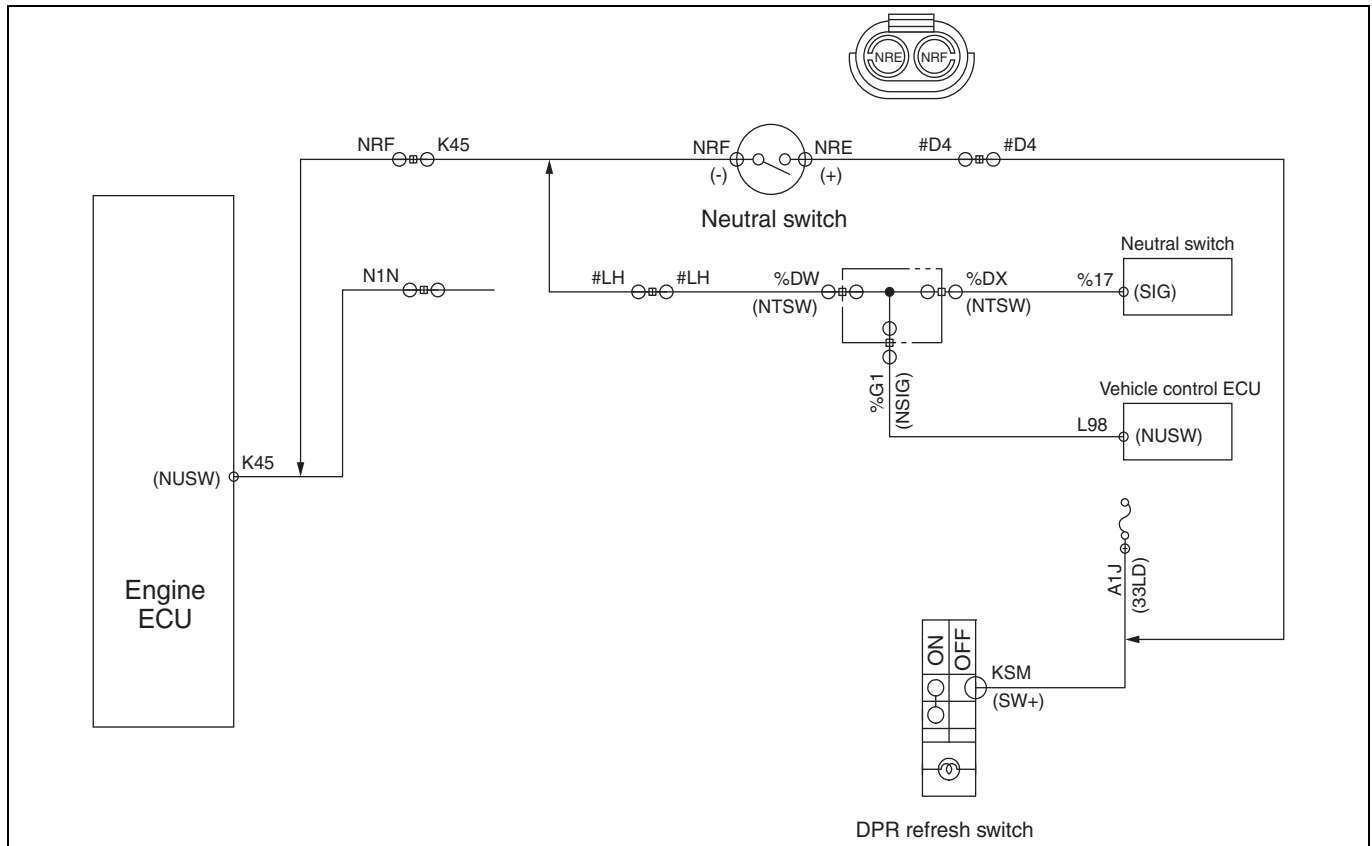 NRE NRF
NRF K45 NRF NRE #D4 #D4
(-) (+)
Neutral switch
Neutral switch
N1N #LH #LH %DW %DX %17 (SIG)
(NTSW) (NTSW)
%G1
(NSIG)
Vehicle control ECU
L98 (NUSW)
(NUSW) K45
A1J
(33LD)
Engine
ECU
ON OFF
KSM
(SW+)
DPR refresh switch